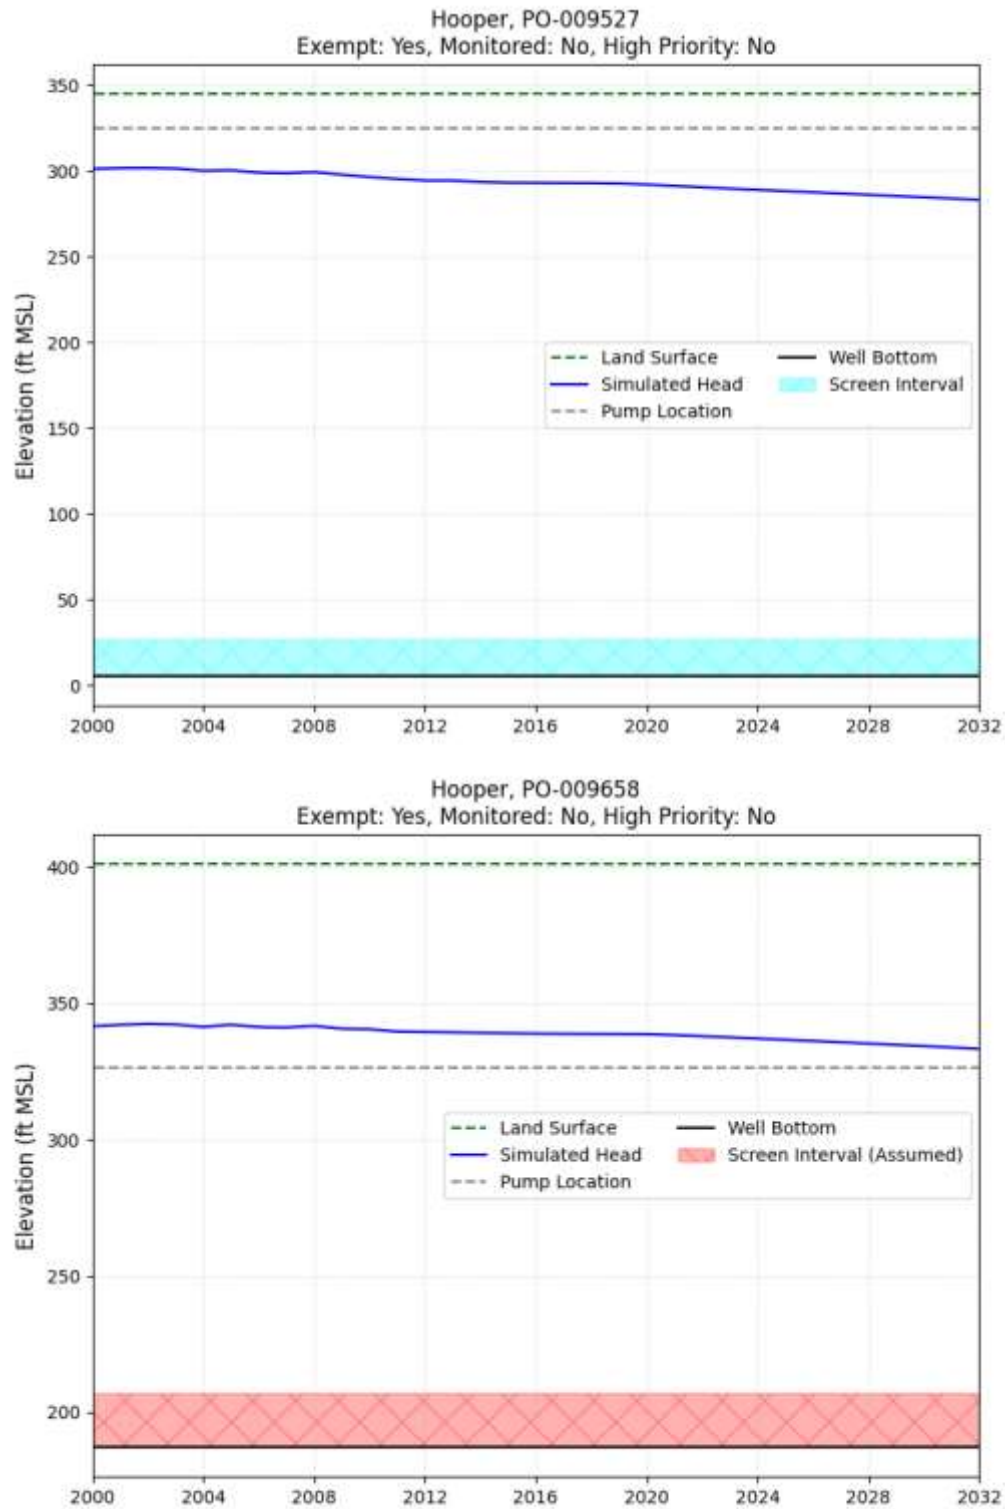 Hooper, PO-009527
Exempt: Yes, Monitored: No, High Priority: No
Elevation (ft MSL)
350
300
250
200
150
100
50
0
Land Surface
Simulated Head
Pump Location
Well Bottom
Screen Interval
2000 2004 2008 2012 2016 2020 2024 2028 2032
Hooper, PO-009658
Exempt: Yes, Monitored: No, High Priority: No
Elevation (ft MSL)
400
350
300
250
200
Land Surface
Simulated Head
Pump Location
Well Bottom
Screen Interval (Assumed)
2000 2004 2008 2012 2016 2020 2024 2028 2032